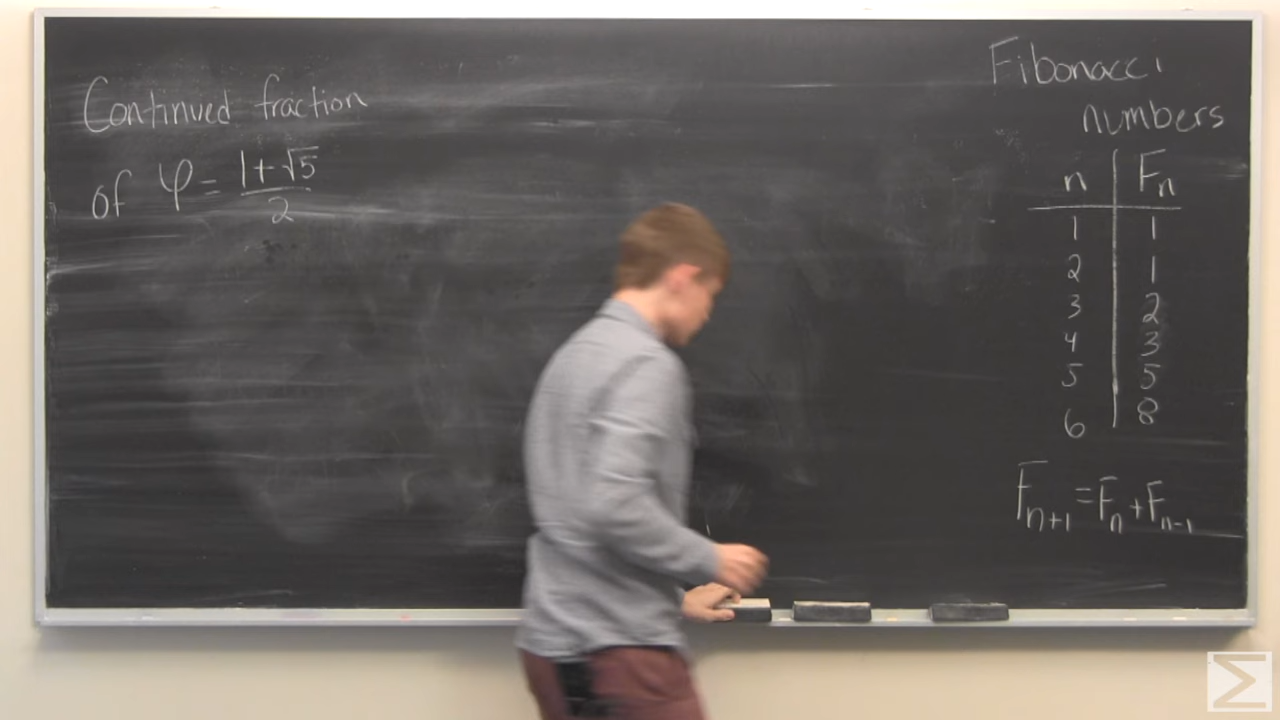 Continued fraction
of φ = (1+√5)/2
Fibonacci
numbers
n | Fₙ
1 | 1
2 | 1
3 | 2
4 | 3
5 | 5
6 | 8
Fₙ₊₁ = Fₙ + Fₙ₋₁
Σ